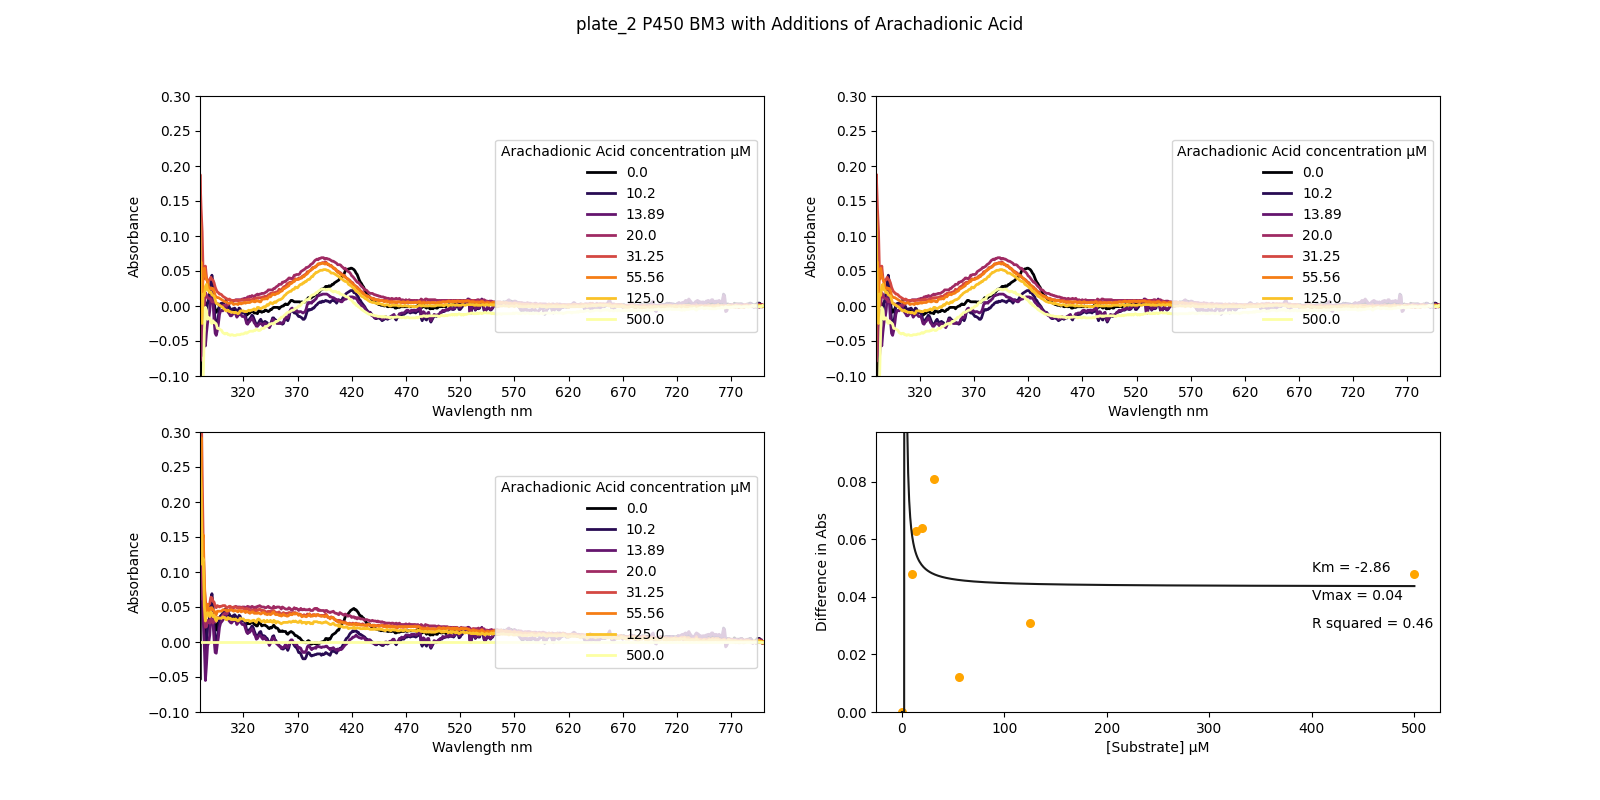 plate_2 P450 BM3 with Additions of Arachadionic Acid
0.30
0.25
0.20
0.15
0.10
0.05
0.00
−0.05
−0.10
Absorbance
320 370 420 470 520 570 620 670 720 770
Wavlength nm
Arachadionic Acid concentration μM
0.0
10.2
13.89
20.0
31.25
55.56
125.0
500.0
0.30
0.25
0.20
0.15
0.10
0.05
0.00
−0.05
−0.10
Absorbance
320 370 420 470 520 570 620 670 720 770
Wavlength nm
Arachadionic Acid concentration μM
0.0
10.2
13.89
20.0
31.25
55.56
125.0
500.0
0.30
0.25
0.20
0.15
0.10
0.05
0.00
−0.05
−0.10
Absorbance
320 370 420 470 520 570 620 670 720 770
Wavlength nm
Arachadionic Acid concentration μM
0.0
10.2
13.89
20.0
31.25
55.56
125.0
500.0
0.08
0.06
0.04
0.02
0.00
Difference in Abs
0 100 200 300 400 500
[Substrate] μM
Km = -2.86
Vmax = 0.04
R squared = 0.46